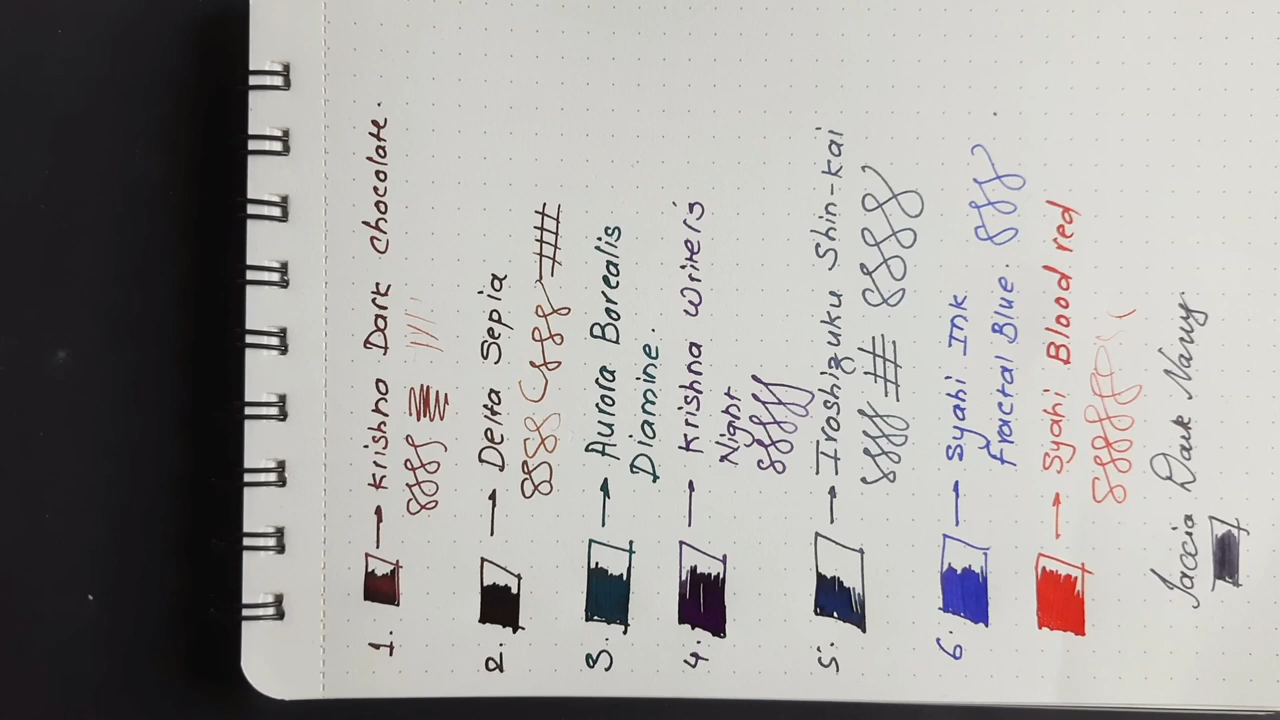 1. → Krishna Dark chocolate.
2. → Delta Sepia
3. → Aurora Borealis
Diamine.
4. → Krishna Writer's
Night
5. → Iroshizuku Shin-kai
6. → Syahi Ink
Fractal Blue.
→ Syahi Blood red
Jaccia Dark Navy.